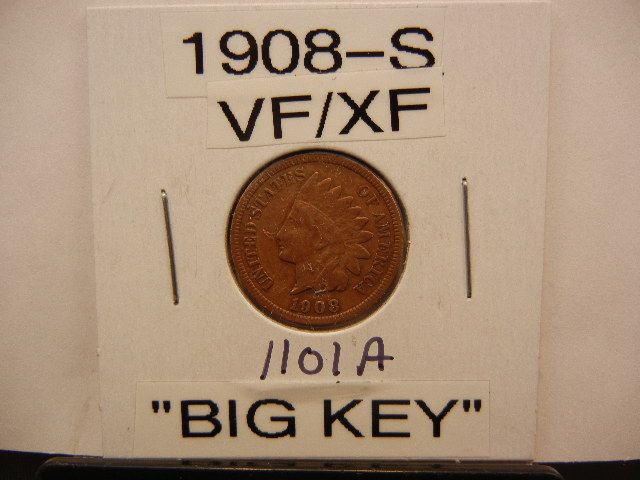 1908-S
VF/XF
UNITED STATES OF AMERICA
1908
1101A
"BIG KEY"